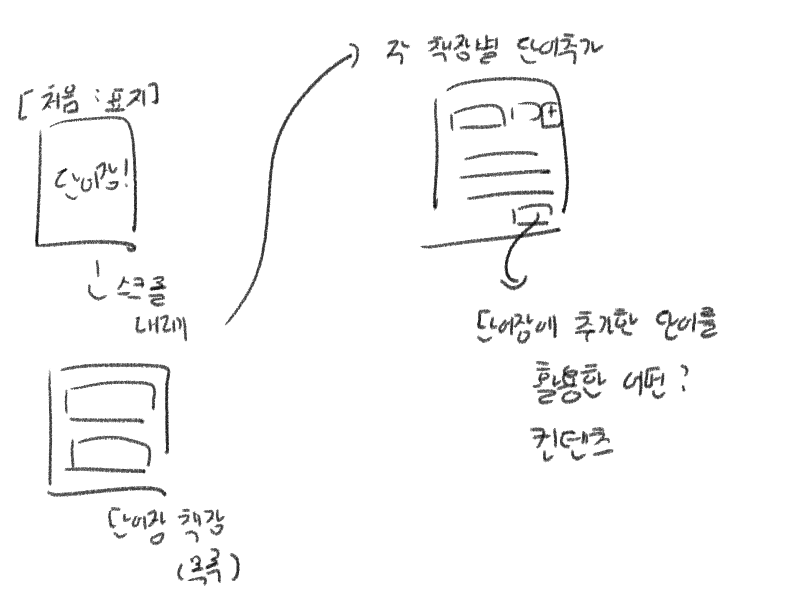 [처음 : 표지]
단어장!
스크롤
내리기
단어장 책장
(목록)
각 책장별 단어추가
+
단어장에 추가한 단어를
활용한 어떤?
컨텐츠